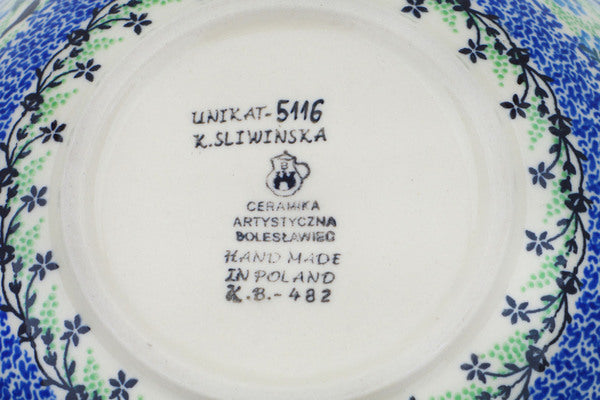 UNIKAT-5116
K.SLIWINSKA
CERAMIKA
ARTYSTYCZNA
BOLESŁAWIEC
HAND MADE
IN POLAND
K.B.-482